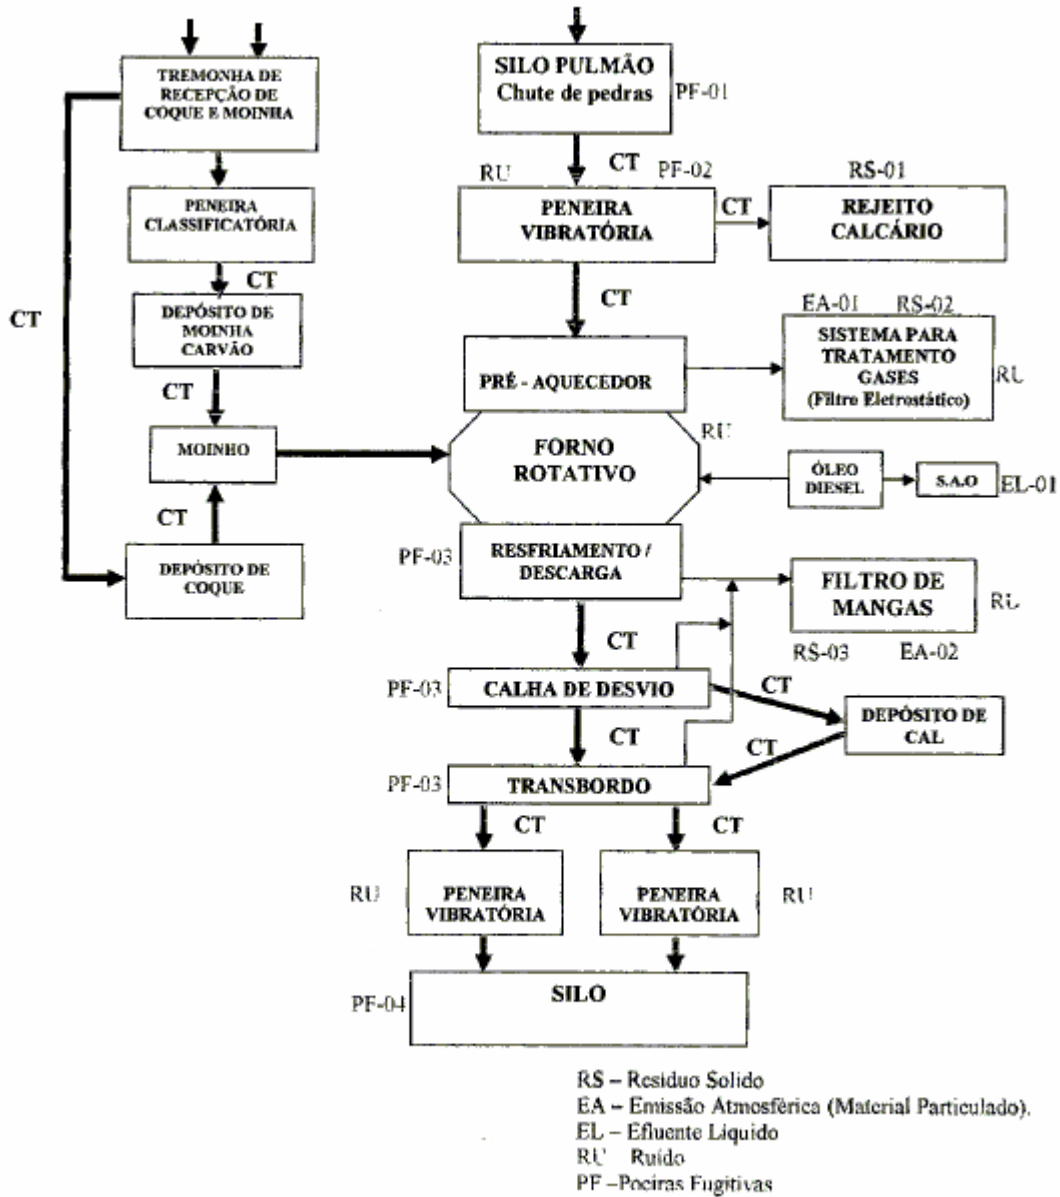 TREMONHA DE
RECEPÇÃO DE
COQUE E MOINHA
CT
PENEIRA
CLASSIFICATÓRIA
CT
DEPÓSITO DE
MOINHA
CARVÃO
CT
MOINHO
CT
DEPÓSITO DE
COQUE
SILO PULMÃO
Chute de pedras
PF-01
CT
RU
PF-02
PENEIRA
VIBRATÓRIA
CT
RS-01
REJEITO
CALCÁRIO
CT
EA-01 RS-02
SISTEMA PARA
TRATAMENTO
GASES
(Filtro Eletrostático)
RU
PRÉ - AQUECEDOR
RU
FORNO
ROTATIVO
ÓLEO
DIESEL
S.A.O
EL-01
PF-03
RESFRIAMENTO /
DESCARGA
FILTRO DE
MANGAS
RU
RS-03 EA-02
CT
PF-03
CALHA DE DESVIO
CT
DEPÓSITO DE
CAL
CT
CT
PF-03
TRANSBORDO
CT
CT
RU
PENEIRA
VIBRATÓRIA
PENEIRA
VIBRATÓRIA
RU
PF-04
SILO
RS – Resíduo Solido
EA – Emissão Atmosférica (Material Particulado).
EL – Efluente Líquido
RU Ruído
PF –Poeiras Fugitivas